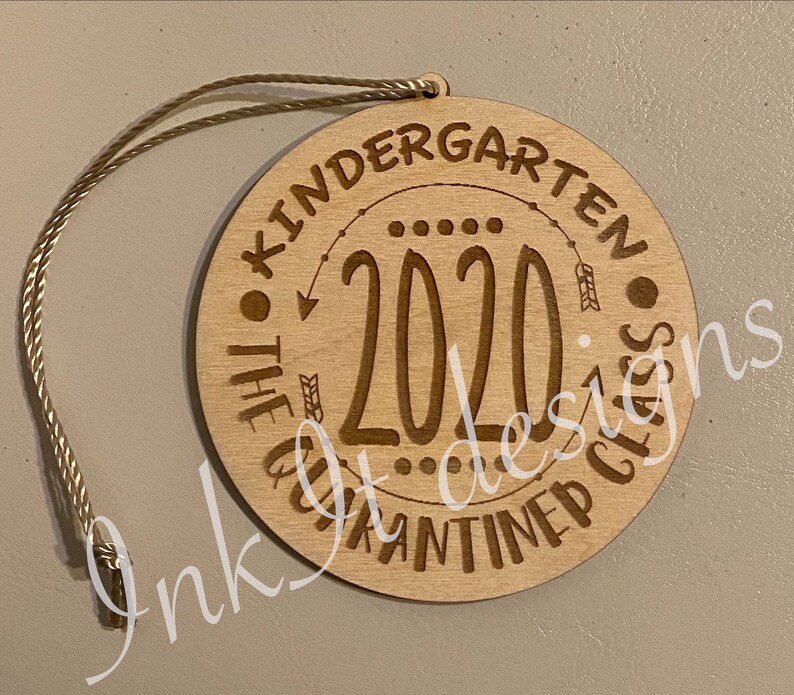 KINDERGARTEN
2020
THE QUARANTINED CLASS
InkIt designs